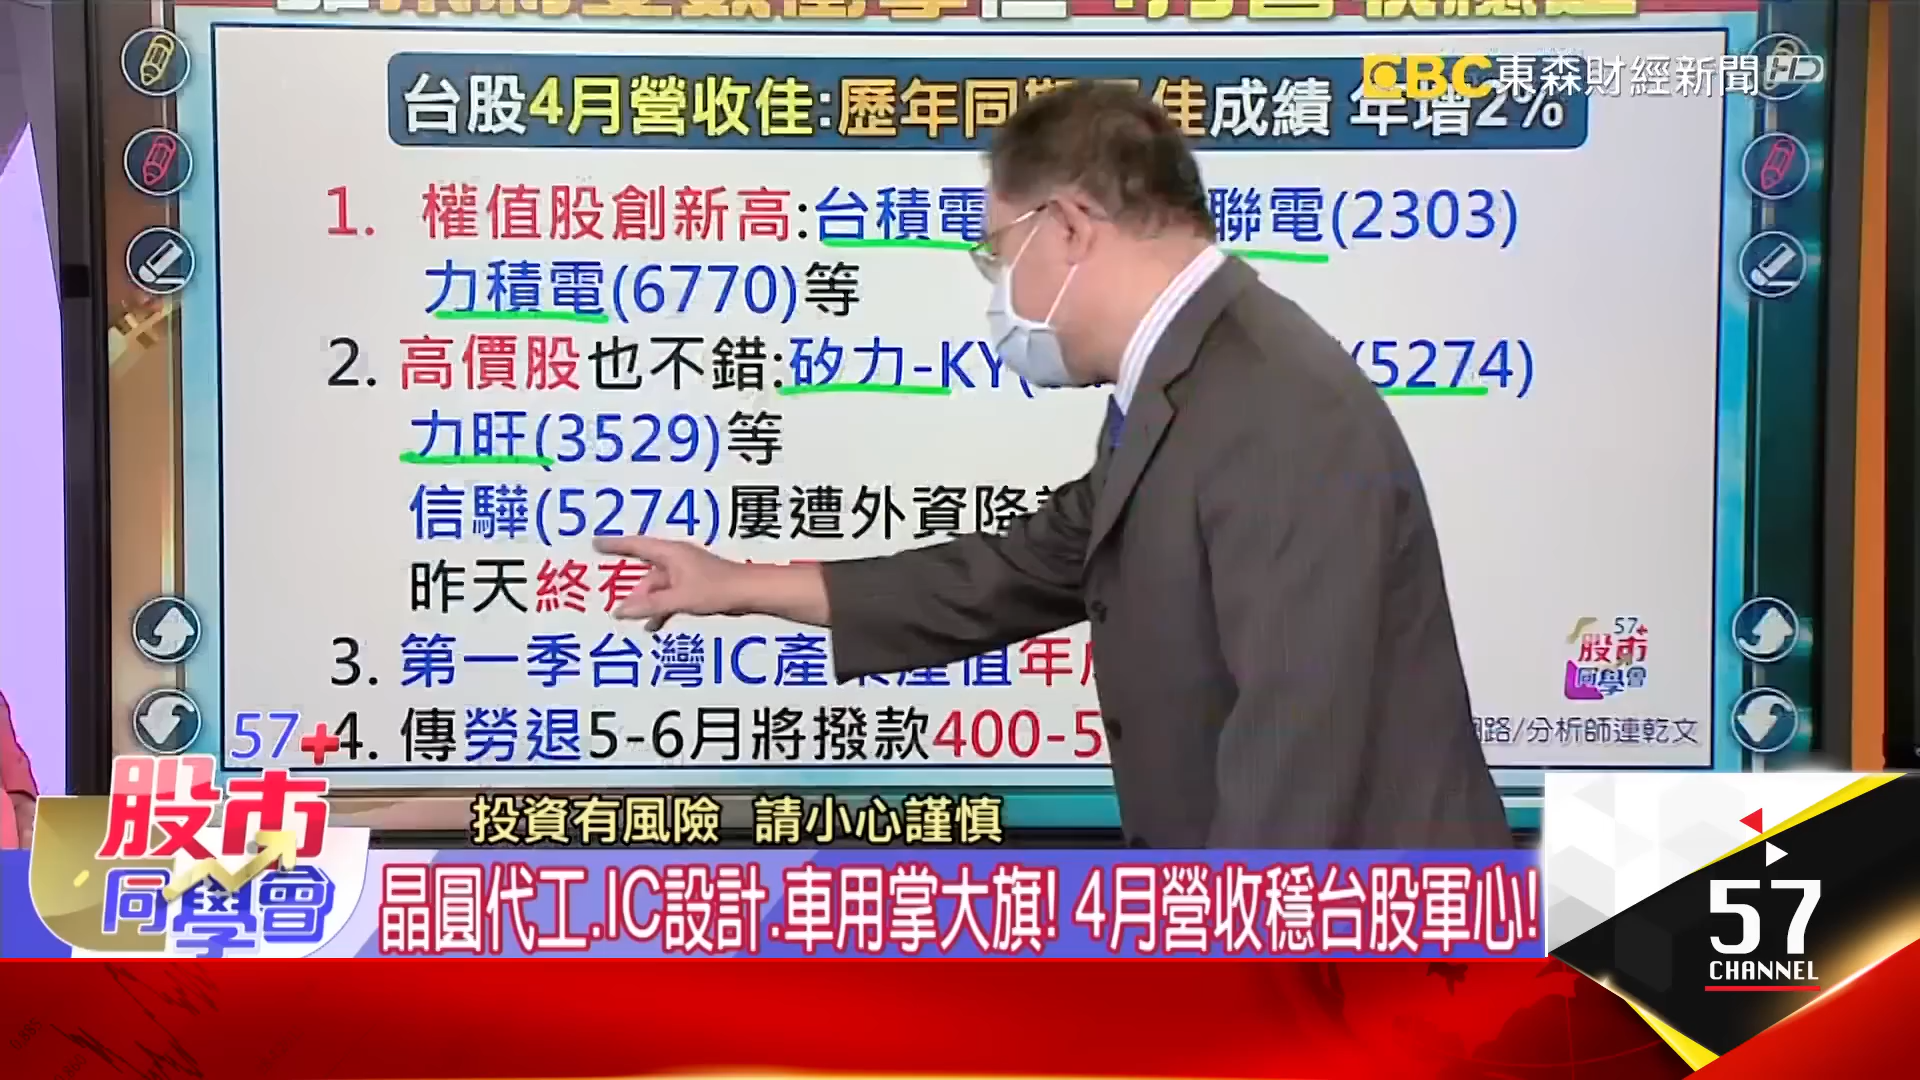 EBC東森財經新聞 HD
台股4月營收佳:歷年同期 佳成績 年增2%
1. 權值股創新高:台積電 聯電(2303)
力積電(6770)等
2. 高價股也不錯:矽力-KY( (5274)
力旺(3529)等
信驊(5274)屢遭外資降
昨天終有
3. 第一季台灣IC產業產值年
4. 傳勞退5-6月將撥款400-5
網路/分析師連乾文
57+
股市
同學會
57+
股市
同學會
投資有風險 請小心謹慎
晶圓代工.IC設計.車用掌大旗! 4月營收穩台股軍心!
57
CHANNEL